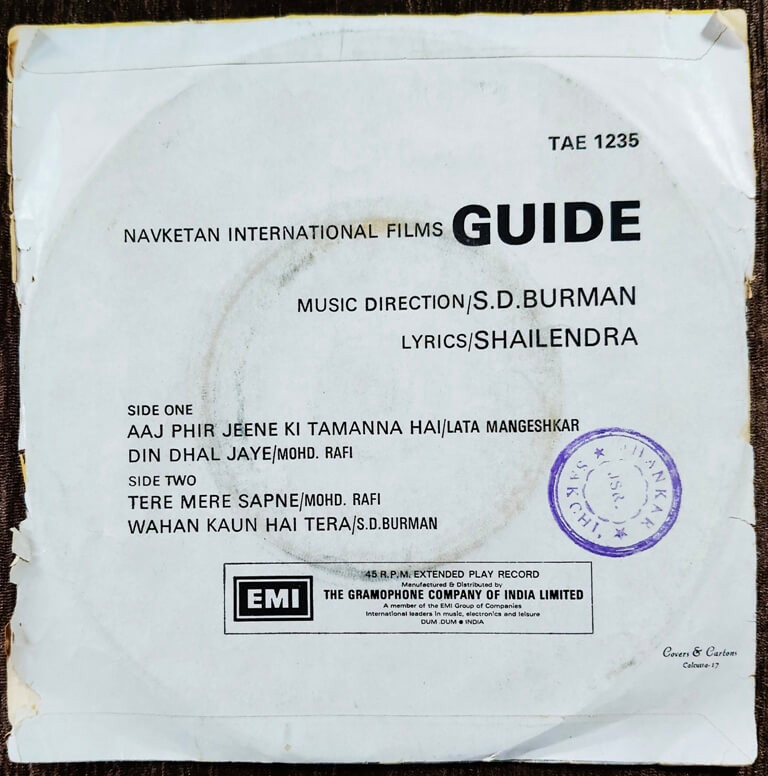 TAE 1235
NAVKETAN INTERNATIONAL FILMS GUIDE
MUSIC DIRECTION/S.D.BURMAN
LYRICS/SHAILENDRA
SIDE ONE
AAJ PHIR JEENE KI TAMANNA HAI/LATA MANGESHKAR
DIN DHAL JAYE/MOHD. RAFI
SIDE TWO
TERE MERE SAPNE/MOHD. RAFI
WAHAN KAUN HAI TERA/S.D.BURMAN
SAKCHI,
JSR.
EMI
45 R.P.M. EXTENDED PLAY RECORD
Manufactured & Distributed by
THE GRAMOPHONE COMPANY OF INDIA LIMITED
A member of the EMI Group of Companies
International leaders in music, electronics and leisure
DUM DUM ● INDIA
Covers & Cartons
Calcutta-17